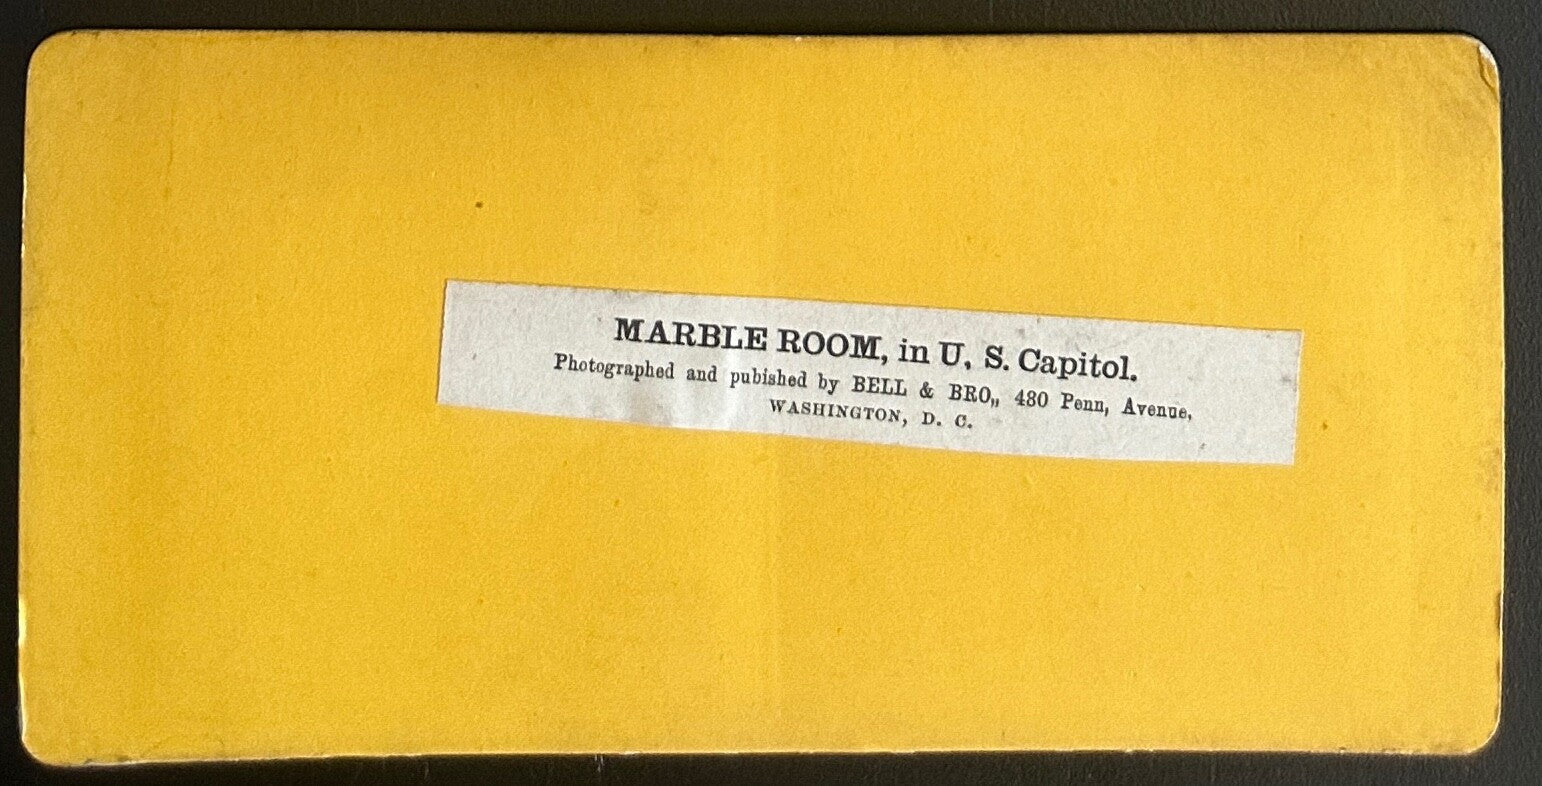 MARBLE ROOM, in U, S. Capitol.
Photographed and pubished by BELL & BRO,, 480 Penn, Avenue,
WASHINGTON, D. C.